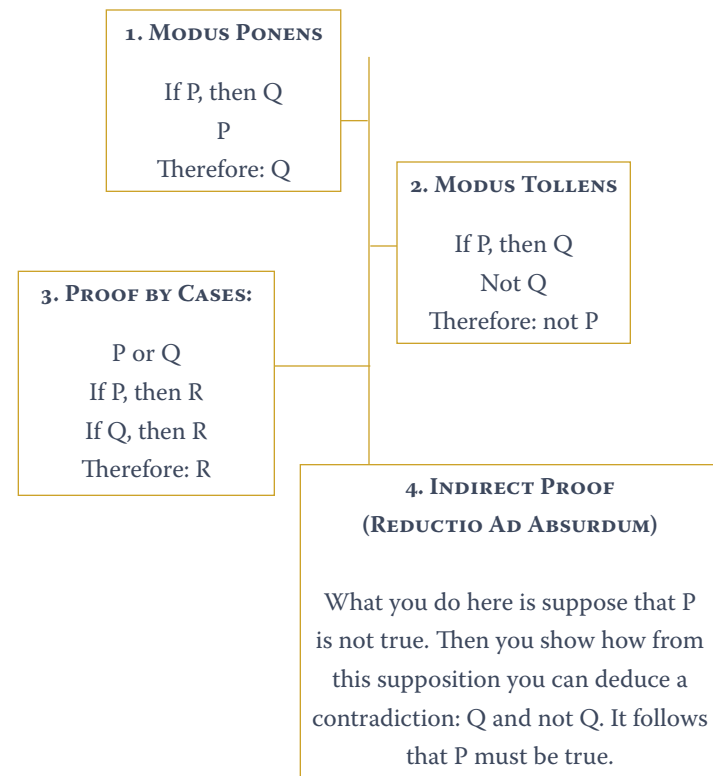 1. Modus Ponens
If P, then Q
P
Therefore: Q
2. Modus Tollens
If P, then Q
Not Q
Therefore: not P
3. Proof by Cases:
P or Q
If P, then R
If Q, then R
Therefore: R
4. Indirect Proof
(Reductio Ad Absurdum)
What you do here is suppose that P
is not true. Then you show how from
this supposition you can deduce a
contradiction: Q and not Q. It follows
that P must be true.